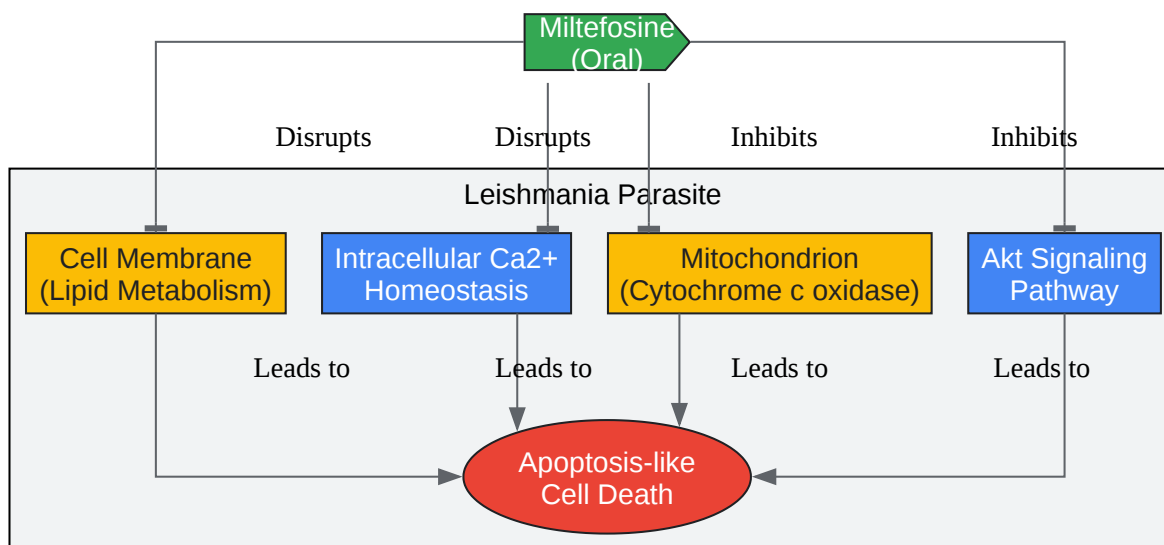 Miltefosine
(Oral)
Disrupts
Disrupts
Inhibits
Inhibits
Leishmania Parasite
Cell Membrane
(Lipid Metabolism)
Intracellular Ca2+
Homeostasis
Mitochondrion
(Cytochrome c oxidase)
Akt Signaling
Pathway
Leads to
Leads to
Leads to
Leads to
Apoptosis-like
Cell Death